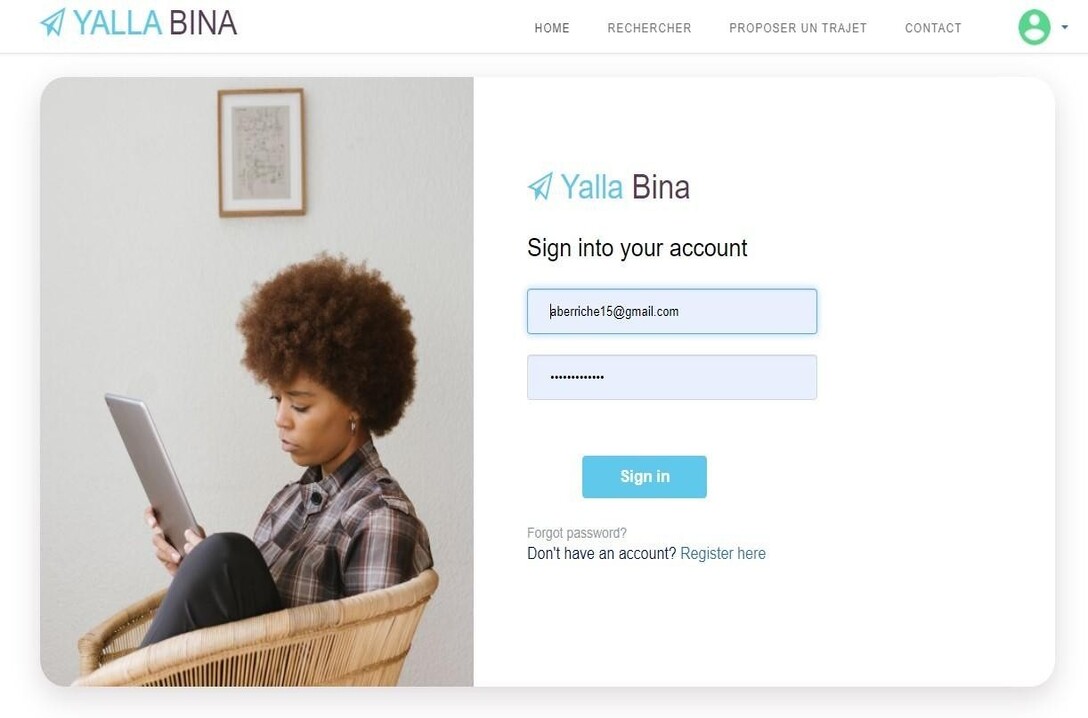 YALLA BINA
HOME RECHERCHER PROPOSER UN TRAJET CONTACT
Yalla Bina
Sign into your account
aberriche15@gmail.com
•••••••••••••
Sign in
Forgot password?
Don't have an account? Register here